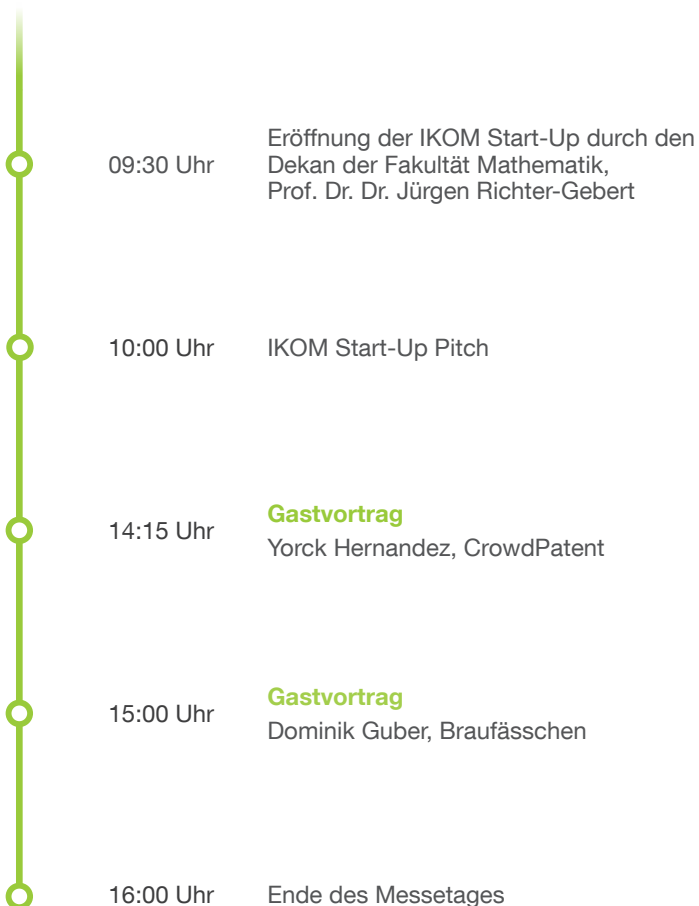 09:30 Uhr
Eröffnung der IKOM Start-Up durch den
Dekan der Fakultät Mathematik,
Prof. Dr. Dr. Jürgen Richter-Gebert
10:00 Uhr
IKOM Start-Up Pitch
14:15 Uhr
Gastvortrag
Yorck Hernandez, CrowdPatent
15:00 Uhr
Gastvortrag
Dominik Guber, Braufässchen
16:00 Uhr
Ende des Messetages